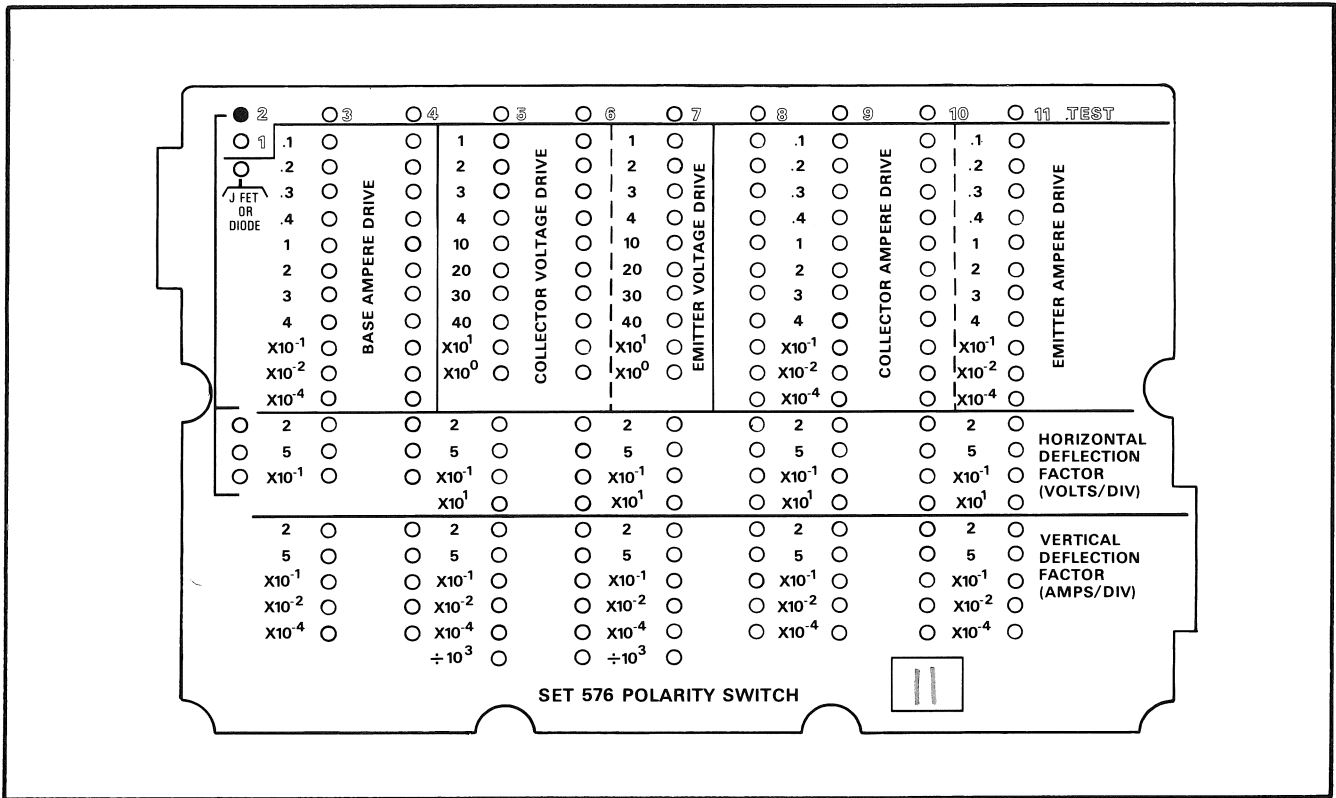 2 3 4 5 6 7 8 9 10 11 TEST
1 .1 1 1 .1 .1
.2 2 2 .2 .2
J FET
OR
DIODE
.3 3 3 .3 .3
.4 4 4 .4 .4
1 10 10 1 1
2 20 20 2 2
3 30 30 3 3
4 40 40 4 4
X10-1 X10¹ X10¹ X10-1 X10-1
X10-2 X10⁰ X10⁰ X10-2 X10-2
X10-4 X10-4 X10-4
BASE AMPERE DRIVE
COLLECTOR VOLTAGE DRIVE
EMITTER VOLTAGE DRIVE
COLLECTOR AMPERE DRIVE
EMITTER AMPERE DRIVE
2 2 2 2 2
5 5 5 5 5
X10-1 X10-1 X10-1 X10-1 X10-1
X10¹ X10¹ X10¹ X10¹
HORIZONTAL
DEFLECTION
FACTOR
(VOLTS/DIV)
2 2 2 2 2
5 5 5 5 5
X10-1 X10-1 X10-1 X10-1 X10-1
X10-2 X10-2 X10-2 X10-2 X10-2
X10-4 X10-4 X10-4 X10-4 X10-4
÷10³ ÷10³
VERTICAL
DEFLECTION
FACTOR
(AMPS/DIV)
SET 576 POLARITY SWITCH
11